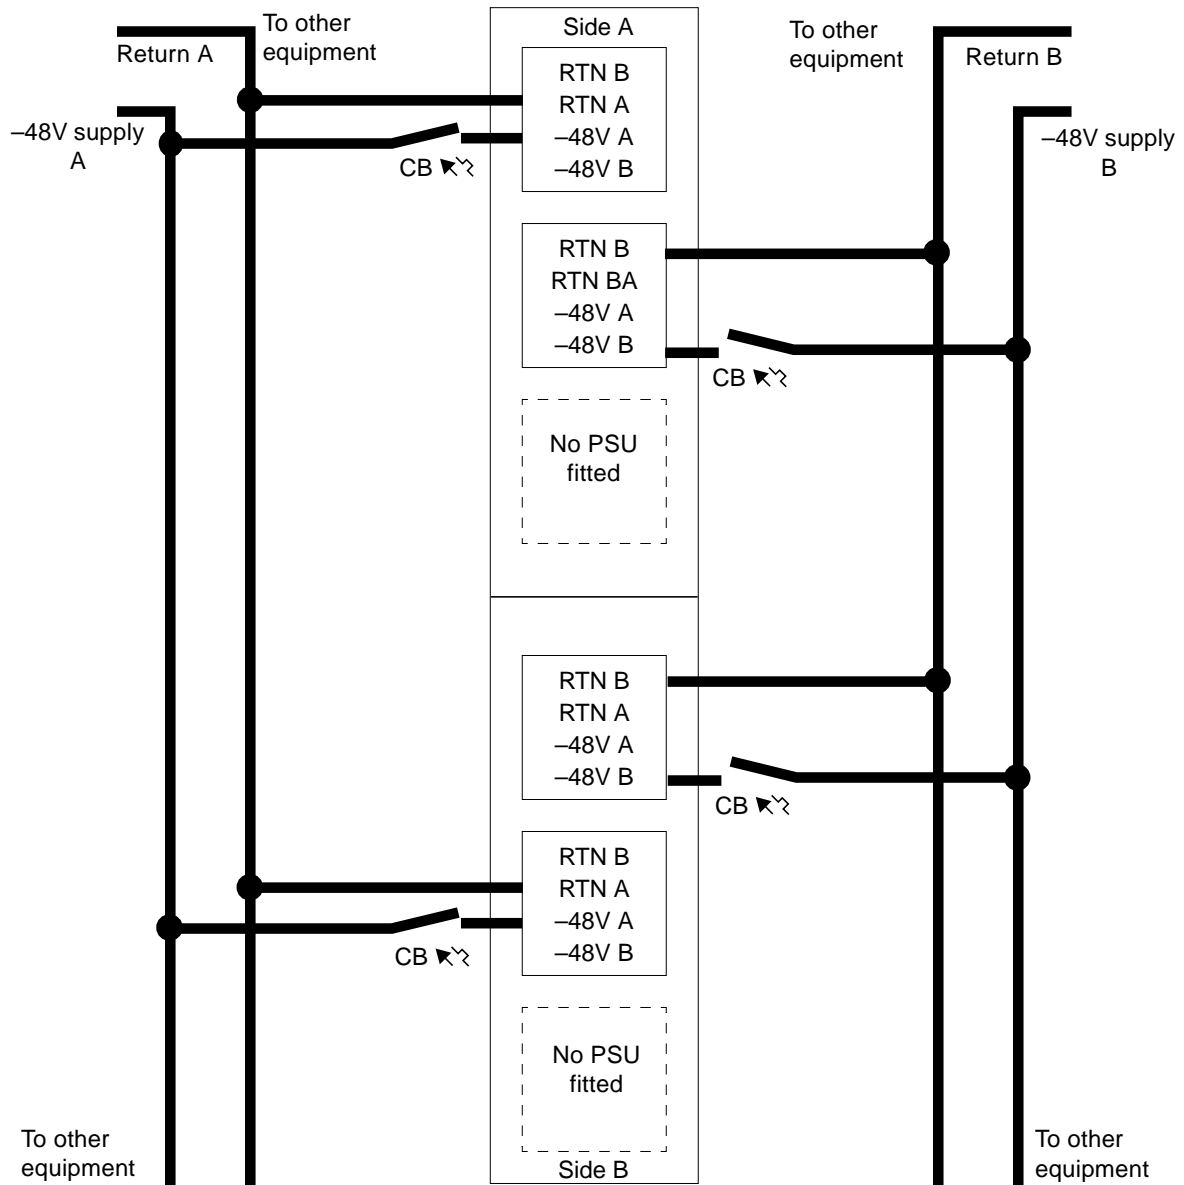 To other
equipment
Return A
–48V supply
A
Side A
RTN B
RTN A
–48V A
–48V B
CB
To other
equipment
Return B
–48V supply
B
RTN B
RTN BA
–48V A
–48V B
CB
No PSU
fitted
RTN B
RTN A
–48V A
–48V B
CB
RTN B
RTN A
–48V A
–48V B
CB
No PSU
fitted
Side B
To other
equipment
To other
equipment